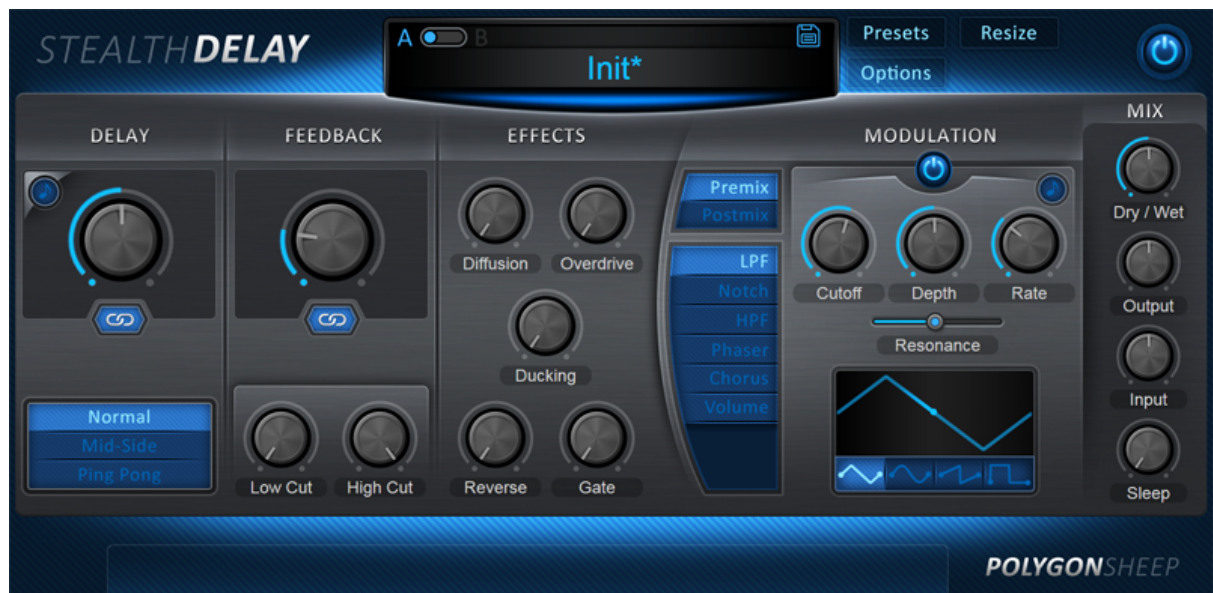 STEALTHDELAY
A B
Init*
Presets
Resize
Options
DELAY
FEEDBACK
EFFECTS
MODULATION
MIX
Normal
Mid-Side
Ping Pong
Low Cut
High Cut
Diffusion
Overdrive
Ducking
Reverse
Gate
Premix
Postmix
LPF
Notch
HPF
Phaser
Chorus
Volume
Cutoff
Depth
Rate
Resonance
Dry / Wet
Output
Input
Sleep
POLYGONSHEEP